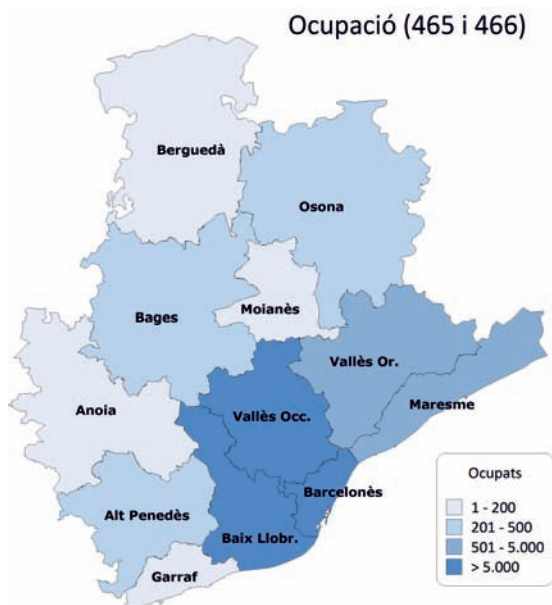 Ocupació (465 i 466)
Berguedà
Osona
Bages
Moianès
Vallès Or.
Maresme
Anoia
Vallès Occ.
Barcelonès
Alt Penedès
Baix Llobr.
Garraf
Ocupats
1 - 200
201 - 500
501 - 5.000
> 5.000